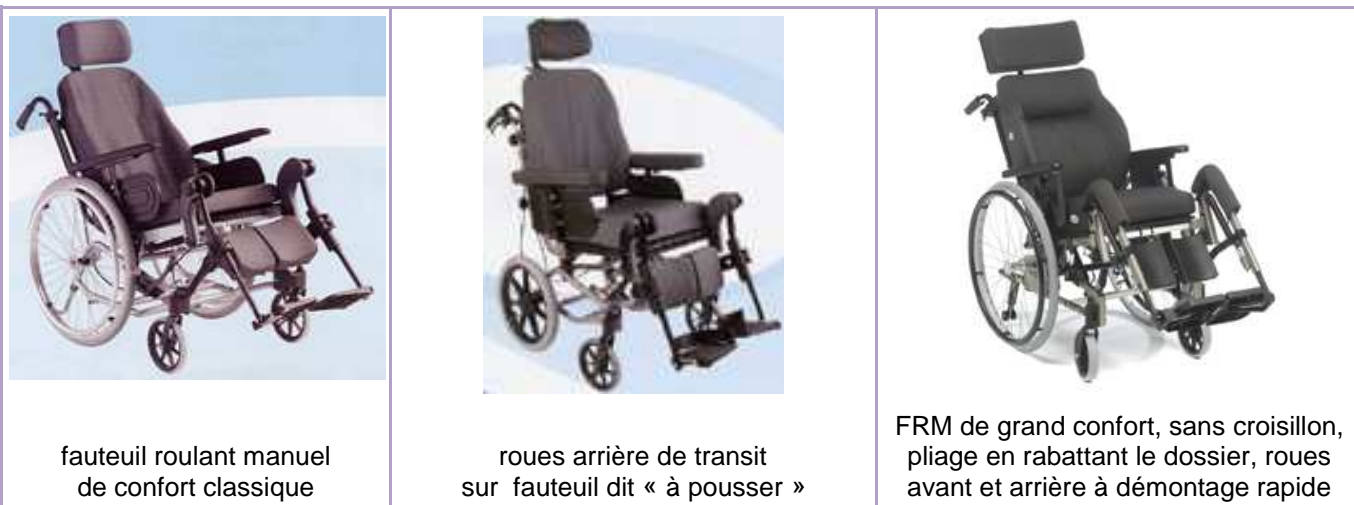 fauteuil roulant manuel
de confort classique
roues arrière de transit
sur fauteuil dit « à pousser »
FRM de grand confort, sans croisillon,
pliage en rabattant le dossier, roues
avant et arrière à démontage rapide